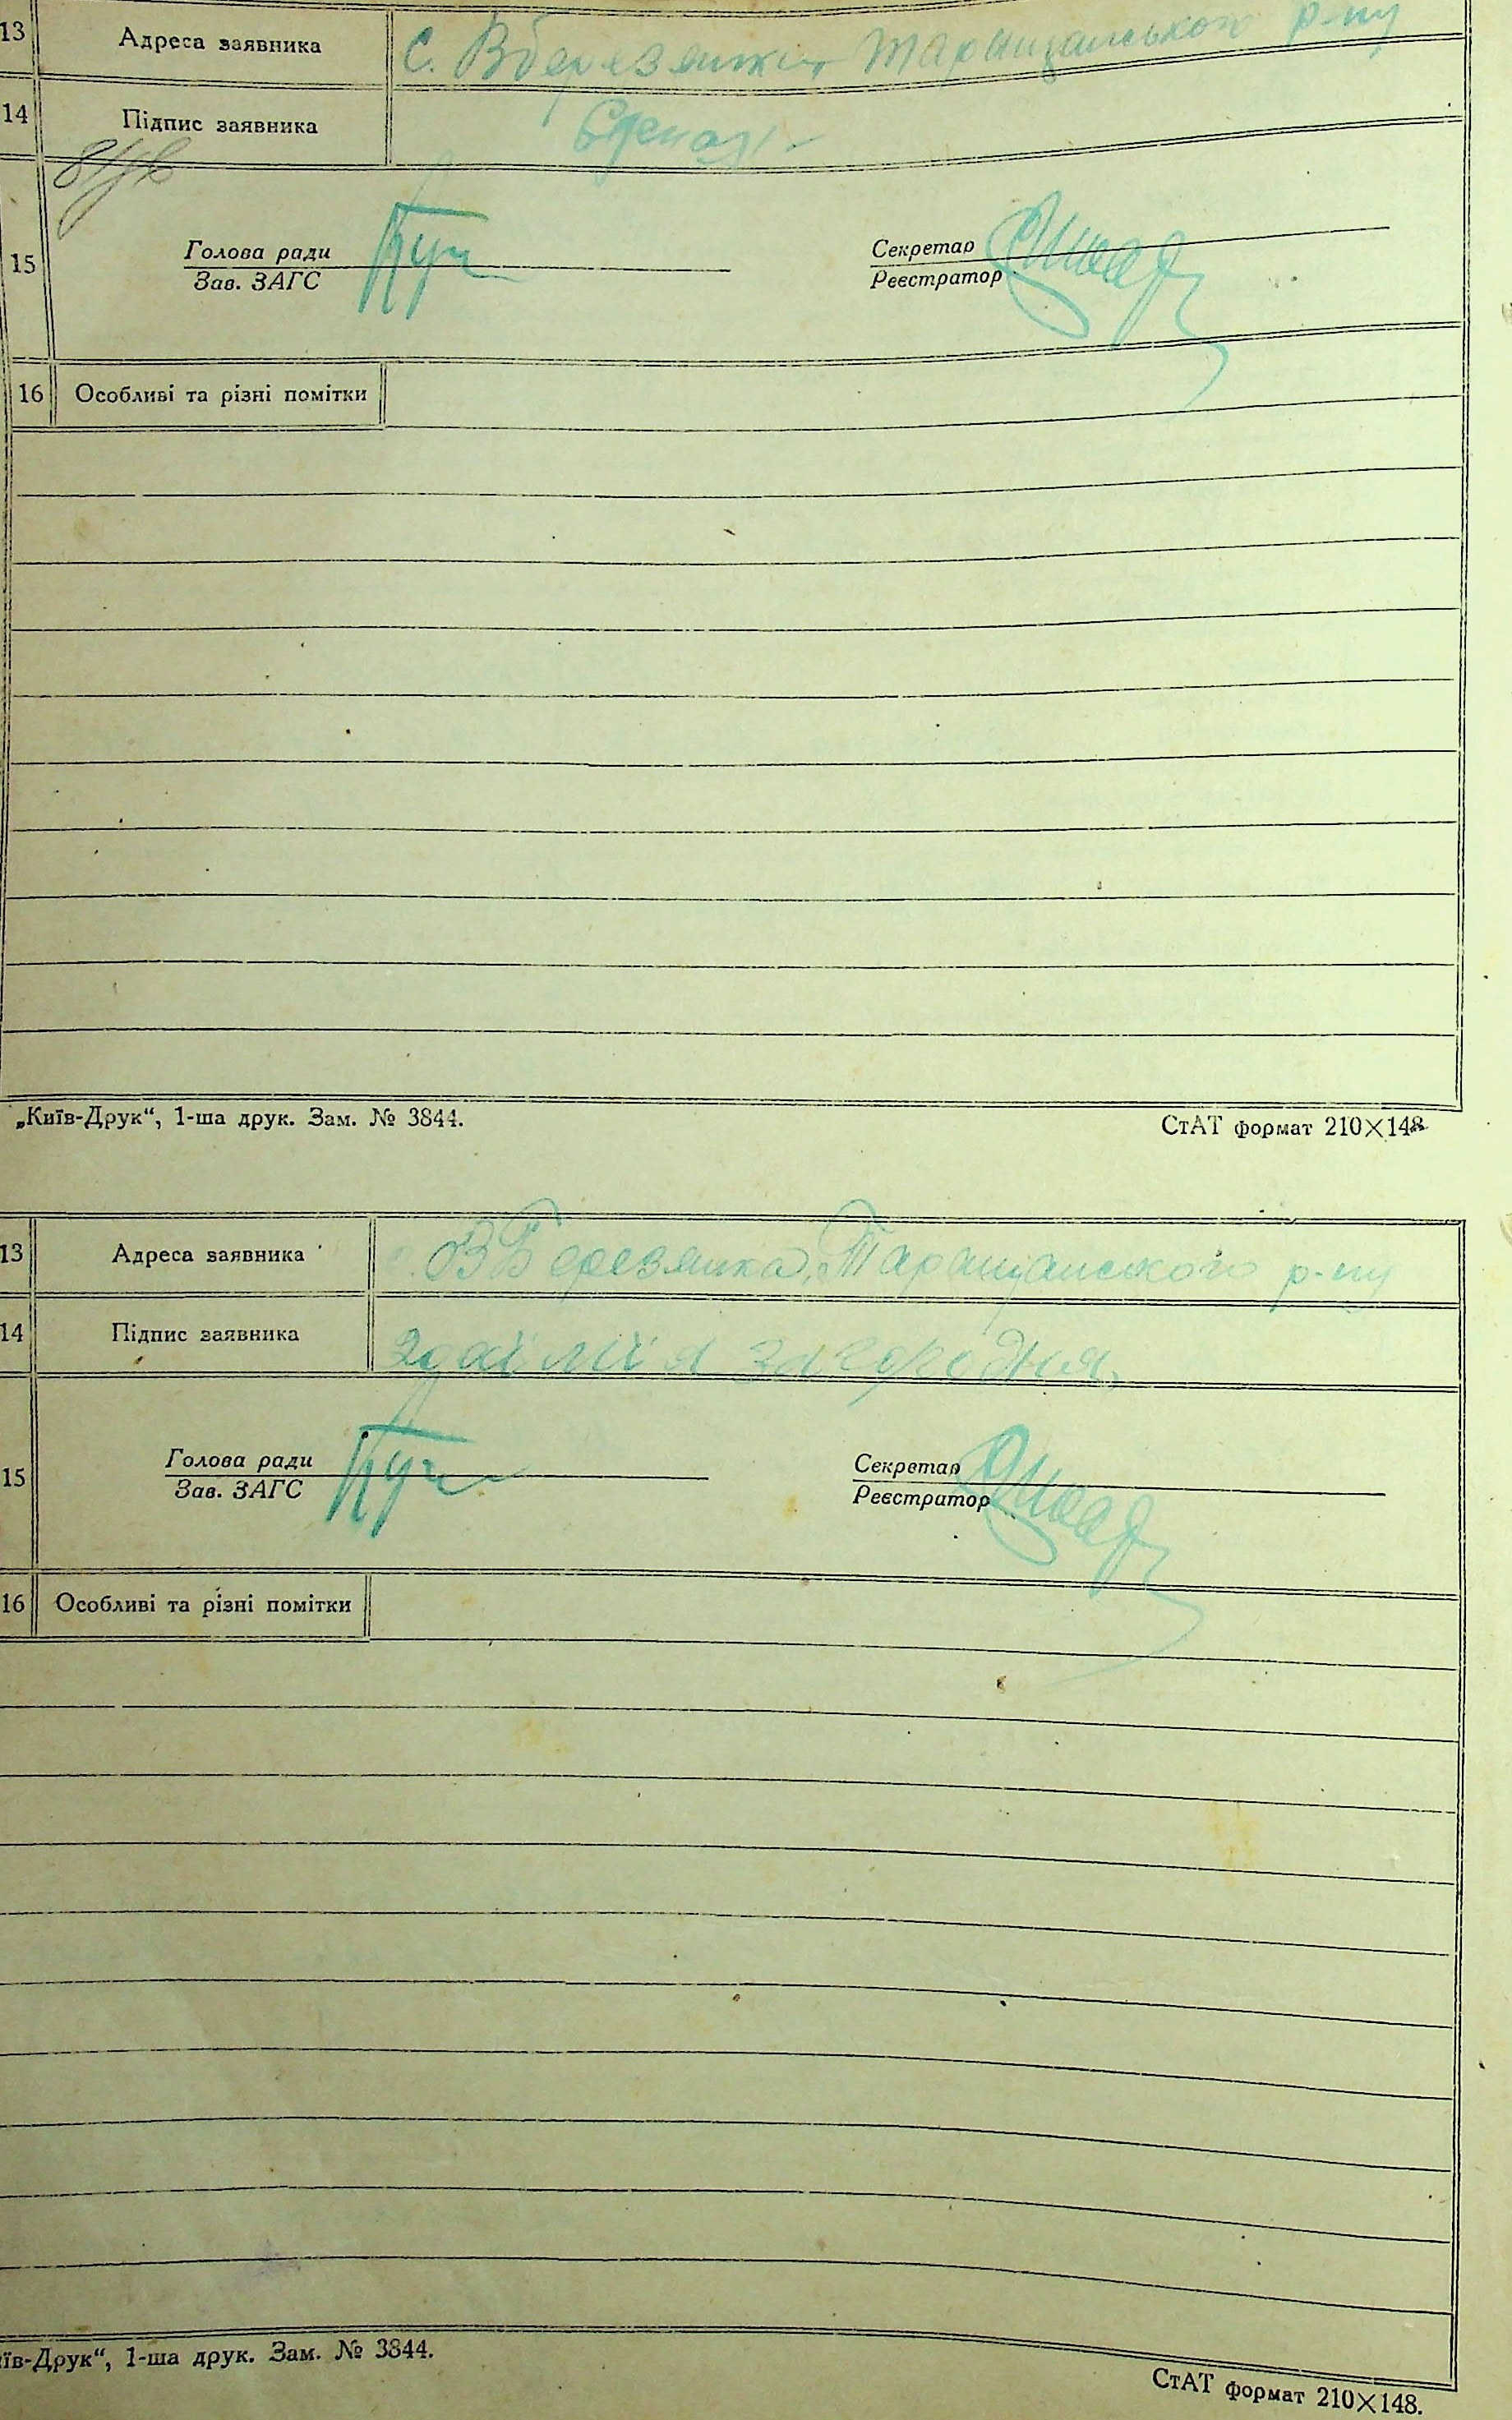 13 Адреса заявника С. Вберезянка Таращанського р-ну
14 Підпис заявника
15 Голова ради Секретар
Зав. ЗАГС Реєстратор
16 Особливі та різні помітки
„Київ-Друк“, 1-ша друк. Зам. № 3844. СтАТ формат 210×148
13 Адреса заявника ВБерезянка, Таращанського р-ну
14 Підпис заявника загородня,
15 Голова ради Секретар
Зав. ЗАГС Реєстратор
16 Особливі та різні помітки
їв-Друк“, 1-ша друк. Зам. № 3844. СтАТ формат 210×148.